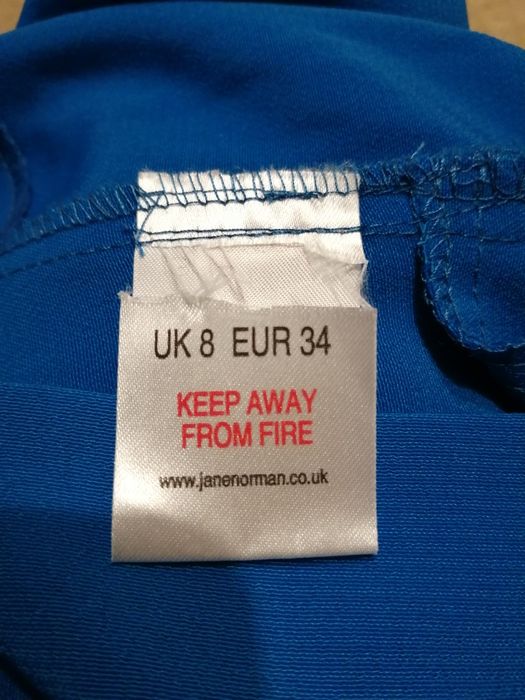 UK 8 EUR 34
KEEP AWAY
FROM FIRE
www.janenorman.co.uk